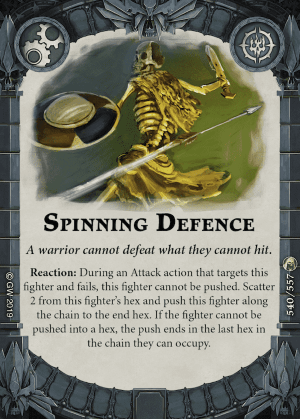 SPINNING DEFENCE
A warrior cannot defeat what they cannot hit.
Reaction: During an Attack action that targets this
fighter and fails, this fighter cannot be pushed. Scatter
2 from this fighter's hex and push this fighter along
the chain to the end hex. If the fighter cannot be
pushed into a hex, the push ends in the last hex in
the chain they can occupy.
© GW 2019
540/557